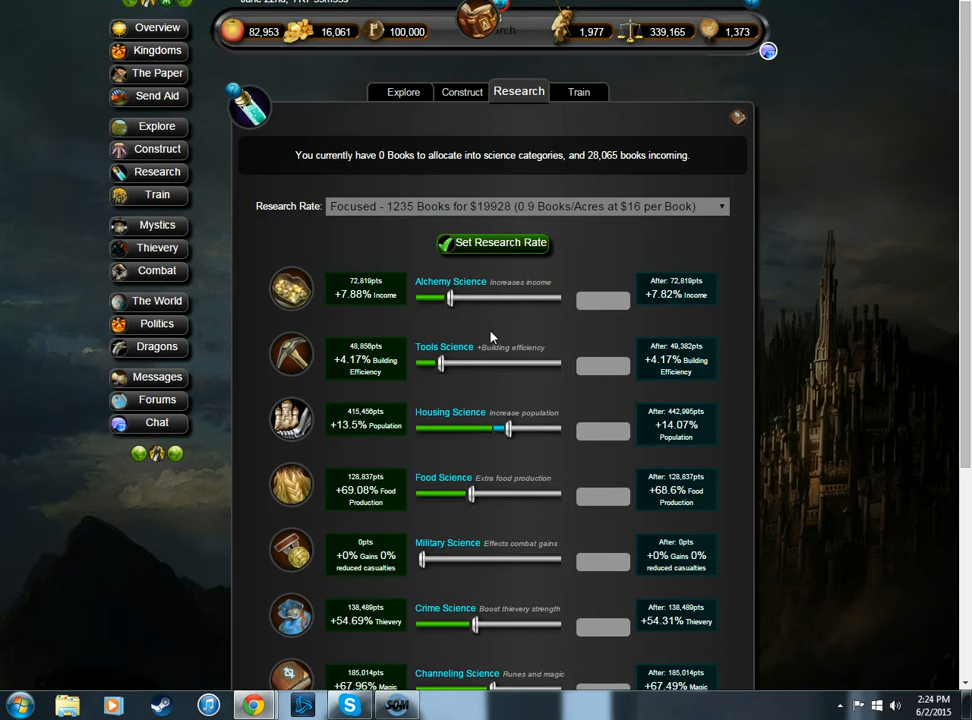 82,953
16,061
100,000
1,977
339,165
1,373
Overview
Kingdoms
The Paper
Send Aid
Explore
Construct
Research
Train
Mystics
Thievery
Combat
The World
Politics
Dragons
Messages
Forums
Chat
Explore
Construct
Research
Train
You currently have 0 Books to allocate into science categories, and 28,065 books incoming.
Research Rate: Focused - 1235 Books for $19928 (0.9 Books/Acres at $16 per Book)
Set Research Rate
72,819pts
+7.88% Income
Alchemy Science Increases income
After: 72,819pts
+7.82% Income
48,856pts
+4.17% Building
Efficiency
Tools Science +Building efficiency
After: 49,382pts
+4.17% Building
Efficiency
415,456pts
+13.5% Population
Housing Science Increase population
After: 442,995pts
+14.07%
Population
128,837pts
+69.08% Food
Production
Food Science Extra food production
After: 128,837pts
+68.6% Food
Production
0pts
+0% Gains 0%
reduced casualties
Military Science Effects combat gains
After: 0pts
+0% Gains 0%
reduced casualties
138,489pts
+54.69% Thievery
Crime Science Boost thievery strength
After: 138,489pts
+54.31% Thievery
185,014pts
+67.96% Magic
Channeling Science Runes and magic
After: 185,014pts
+67.49% Magic
SQM
2:24 PM
6/2/2015